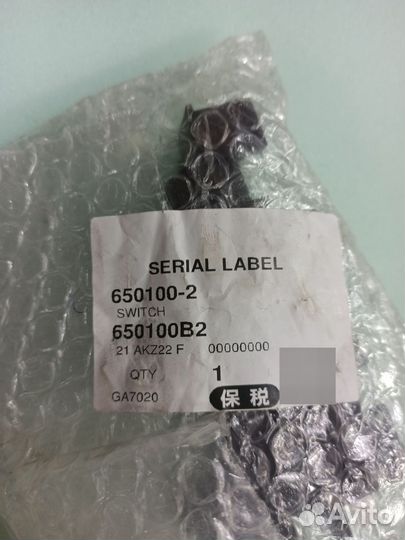 SERIAL LABEL
650100-2
SWITCH
650100B2
21 AKZ22 F 00000000
QTY 1
GA7020 保税
Avito